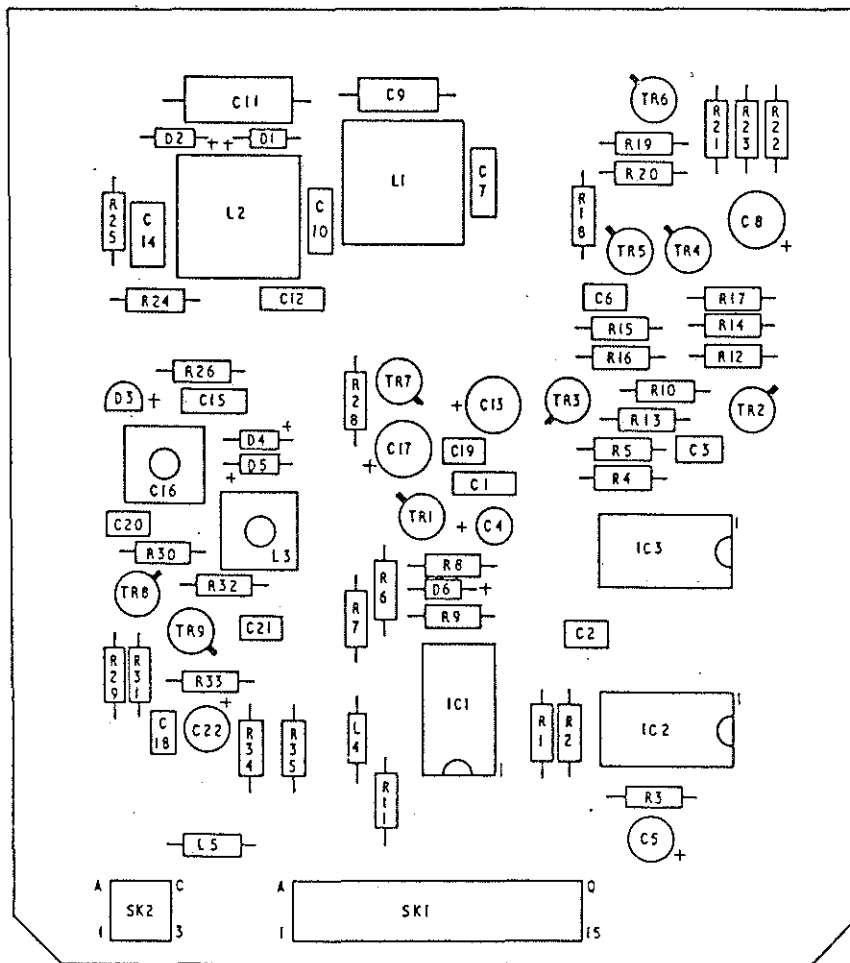 C11
C9
TR6
R21
R23
R22
D2
++
D1
R19
R20
L1
C7
R25
C14
L2
C10
R18
C8
+
TR5
TR4
R24
C12
C6
R17
R15
R14
R16
R12
R26
D3
+
C15
R28
TR7
+
C13
TR3
R10
TR2
R13
D4
+
D5
+
C17
+
C19
R5
C3
C16
C1
R4
C20
L3
TR1
+
C4
IC3
1
R30
R8
TR8
R32
R6
D6
+
R7
R9
TR9
C21
C2
R29
R31
R33
+
C18
C22
R34
R35
L4
IC1
1
R1
R2
IC2
1
R11
R3
L5
C5
+
A
C
SK2
1
3
A
Q
SK1
1
15